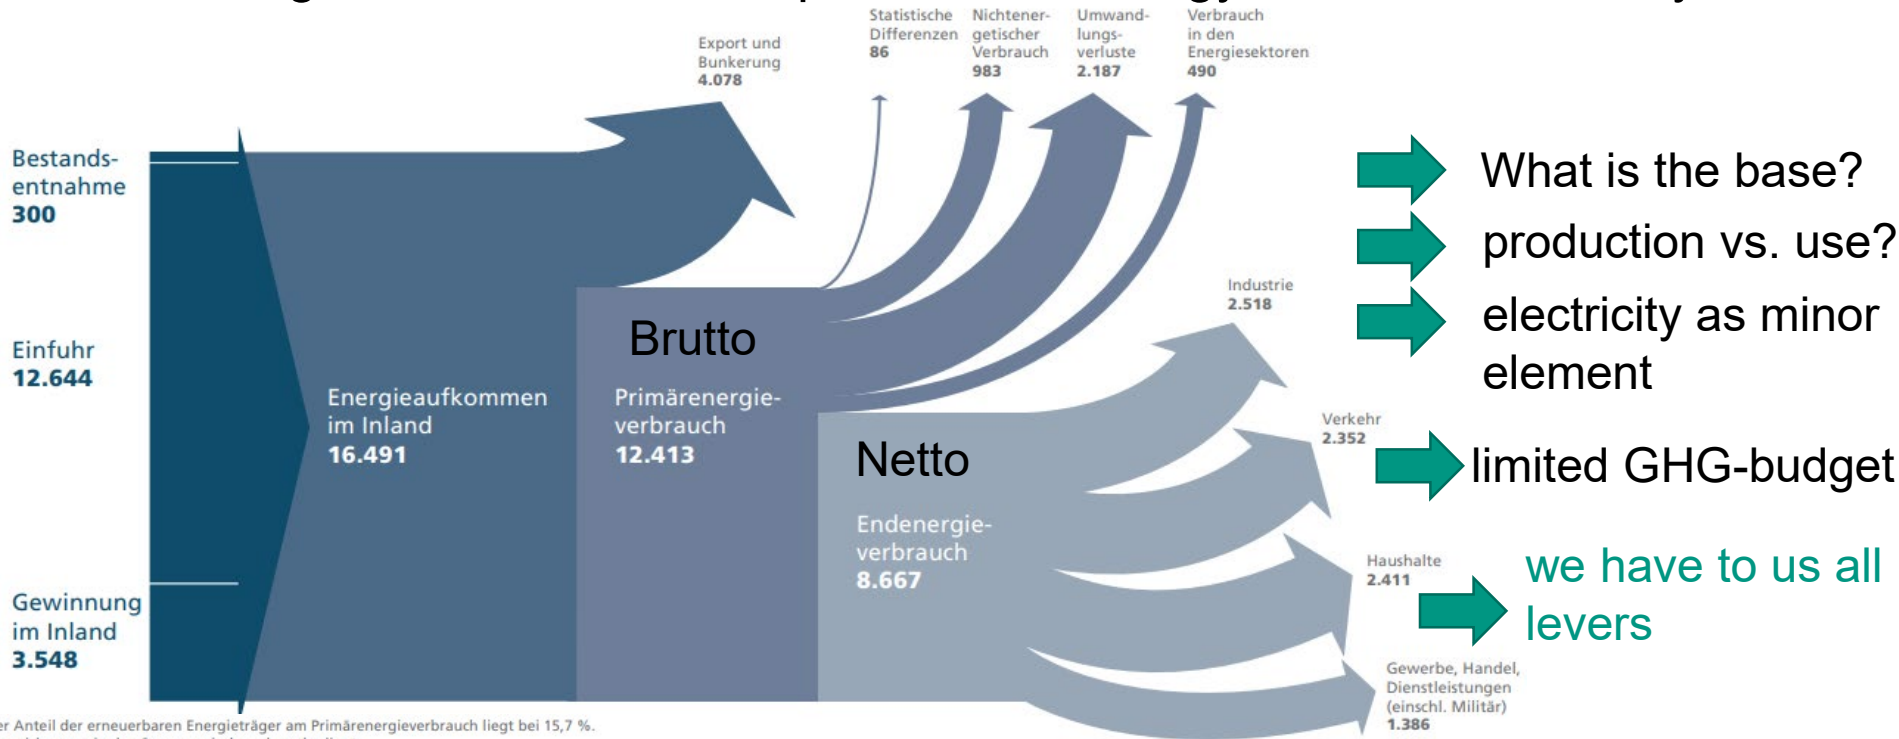 Statistische
Differenzen
86
Nichtener-
getischer
Verbrauch
983
Umwand-
lungs-
verluste
2.187
Verbrauch
in den
Energiesektoren
490
Export und
Bunkerung
4.078
Bestands-
entnahme
300
Einfuhr
12.644
Gewinnung
im Inland
3.548
Energieaufkommen
im Inland
16.491
Brutto
Primärenergie-
verbrauch
12.413
Netto
Endenergie-
verbrauch
8.667
Industrie
2.518
Verkehr
2.352
Haushalte
2.411
Gewerbe, Handel,
Dienstleistungen
(einschl. Militär)
1.386
What is the base?
production vs. use?
electricity as minor
element
limited GHG-budget
we have to us all
levers
er Anteil der erneuerbaren Energieträger am Primärenergieverbrauch liegt bei 15,7 %.